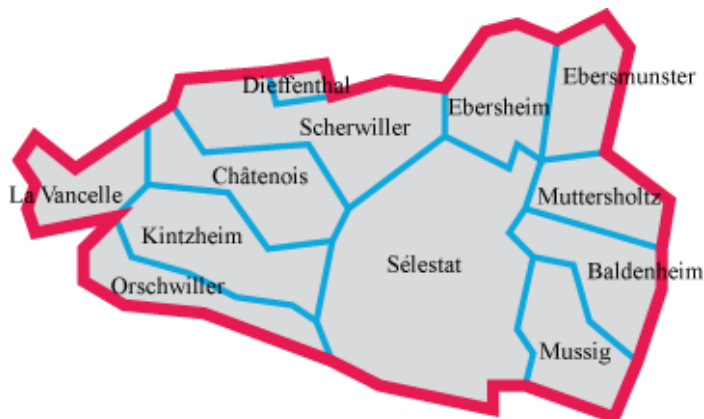 Ebersmunster
Dieffenthal
Ebersheim
Scherwiller
Châtenois
La Vancelle
Muttersholtz
Kintzheim
Sélestat
Baldenheim
Orschwiller
Mussig